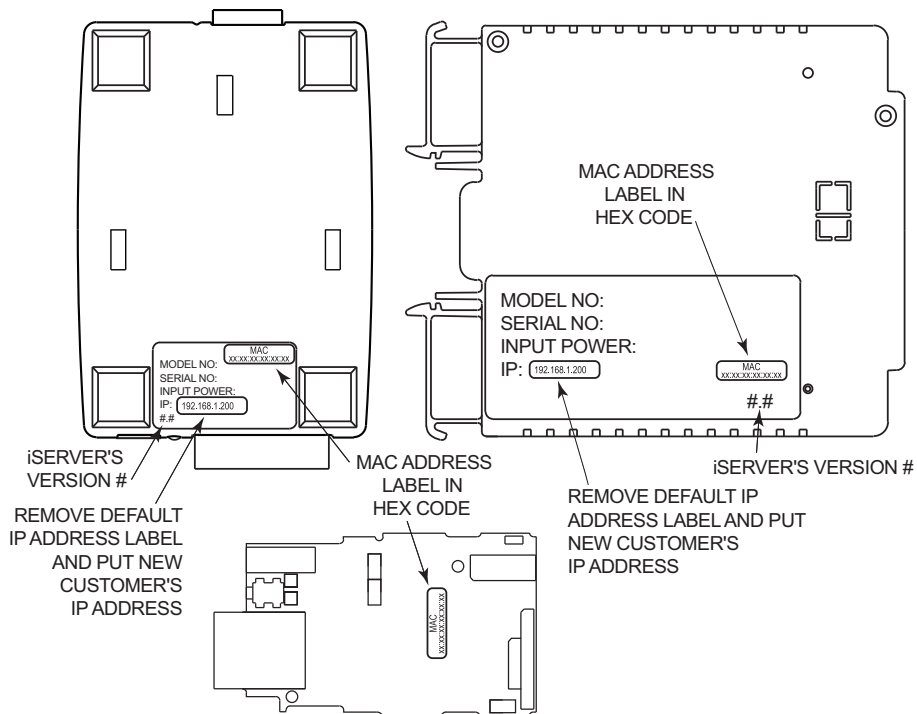 MAC ADDRESS
LABEL IN
HEX CODE
MODEL NO:
SERIAL NO:
INPUT POWER:
IP: 192.168.1.200
MAC
xx:xx:xx:xx:xx:xx
#.#
MAC
xx:xx:xx:xx:xx:xx
MODEL NO:
SERIAL NO:
INPUT POWER:
IP: 192.168.1.200
#.#
iSERVER'S
VERSION #
REMOVE DEFAULT
IP ADDRESS LABEL
AND PUT NEW
CUSTOMER'S
IP ADDRESS
MAC ADDRESS
LABEL IN
HEX CODE
iSERVER'S VERSION #
REMOVE DEFAULT IP
ADDRESS LABEL AND PUT
NEW CUSTOMER'S
IP ADDRESS
MAC
xx:xx:xx:xx:xx:xx